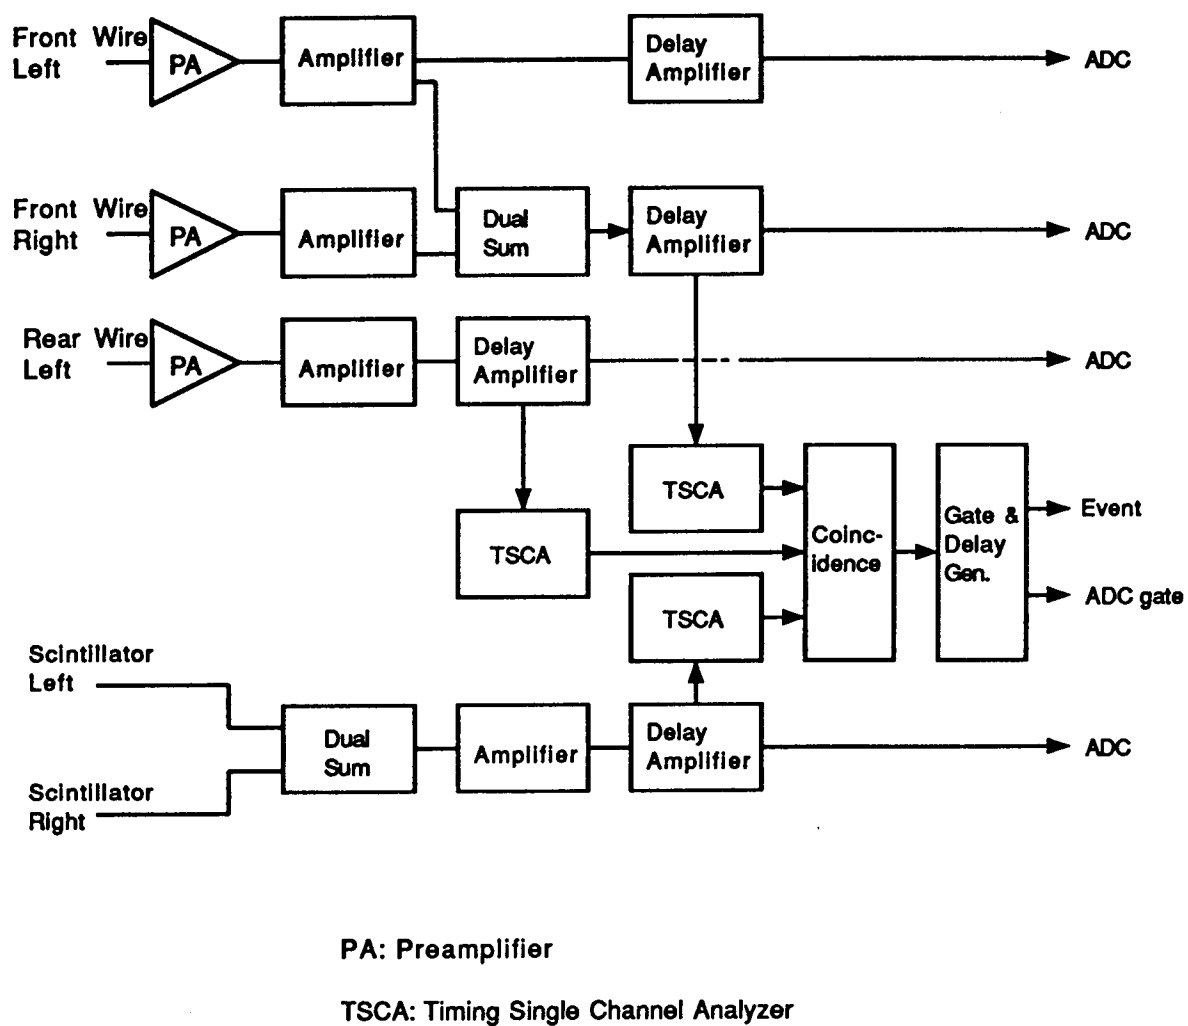 Front Wire
Left
PA
Amplifier
Delay
Amplifier
ADC
Front Wire
Right
PA
Amplifier
Dual
Sum
Delay
Amplifier
ADC
Rear Wire
Left
PA
Amplifier
Delay
Amplifier
ADC
TSCA
TSCA
TSCA
Coinc-
idence
Gate &
Delay
Gen.
Event
ADC gate
Scintillator
Left
Scintillator
Right
Dual
Sum
Amplifier
Delay
Amplifier
ADC
PA: Preamplifier
TSCA: Timing Single Channel Analyzer